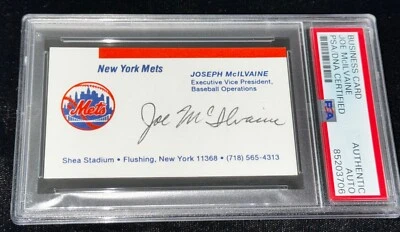 New York Mets
JOSEPH McILVAINE
Executive Vice President,
Baseball Operations
Mets
Joe McIlvaine
Shea Stadium • Flushing, New York 11368 • (718) 565-4313
BUSINESS CARD
JOE McILVAINE
PSA/DNA CERTIFIED
PSA
AUTHENTIC
AUTO
85203706